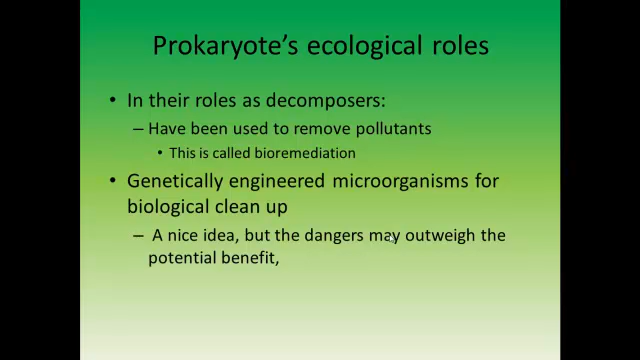 Prokaryote's ecological roles
• In their roles as decomposers:
– Have been used to remove pollutants
• This is called bioremediation
• Genetically engineered microorganisms for
biological clean up
– A nice idea, but the dangers may outweigh the
potential benefit,